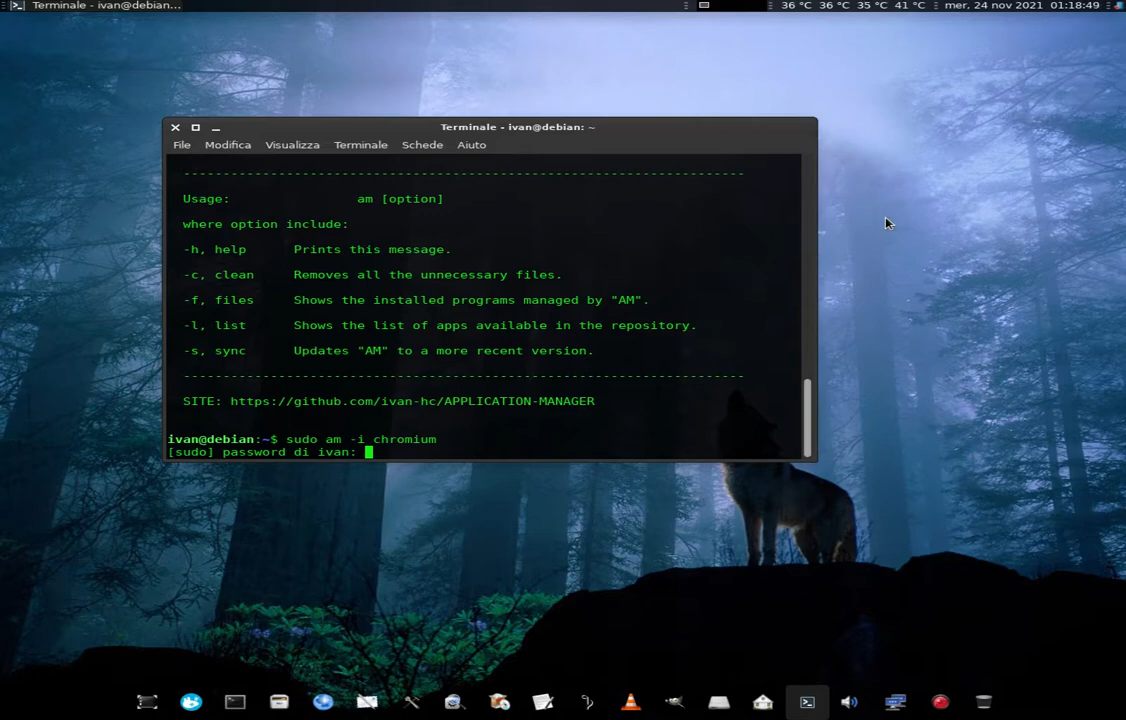 Terminale - ivan@debian...
36 °C 36 °C 35 °C 41 °C mer, 24 nov 2021 01:18:49
Terminale - ivan@debian: ~
File Modifica Visualizza Terminale Schede Aiuto
-----------------------------------------------------------------------
Usage: am [option]
where option include:
-h, help Prints this message.
-c, clean Removes all the unnecessary files.
-f, files Shows the installed programs managed by "AM".
-l, list Shows the list of apps available in the repository.
-s, sync Updates "AM" to a more recent version.
-----------------------------------------------------------------------
SITE: https://github.com/ivan-hc/APPLICATION-MANAGER
ivan@debian:~$ sudo am -i chromium
[sudo] password di ivan: